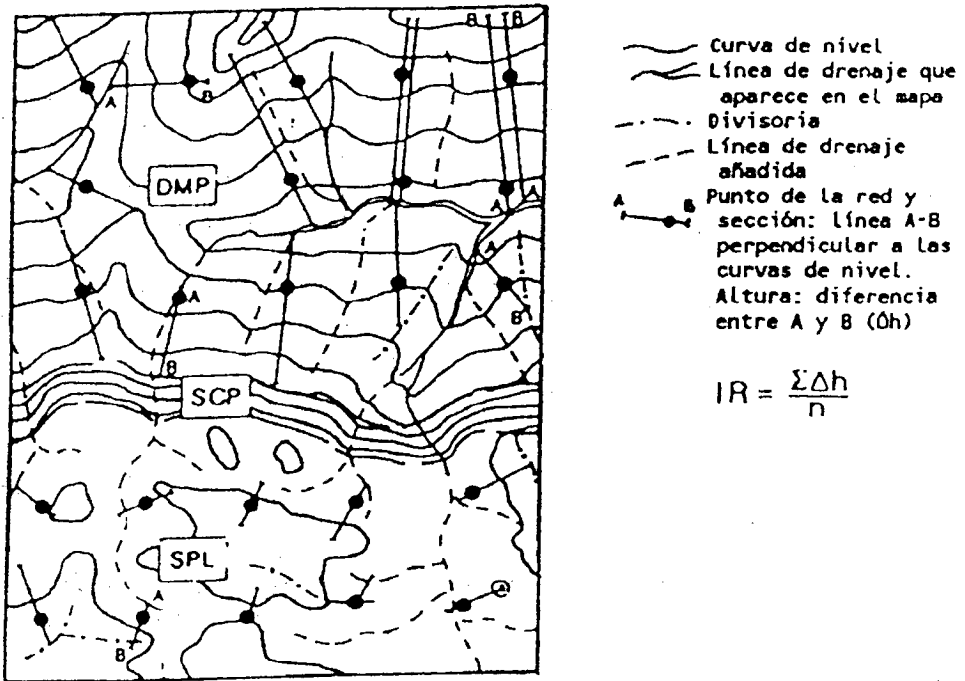 B B
A
B
DMP
A A
A
A
A
B
B
SCP
SPL
A
A
B
Curva de nivel
Línea de drenaje que
aparece en el mapa
Divisoria
Línea de drenaje
añadida
A B
Punto de la red y
sección: línea A-B
perpendicular a las
curvas de nivel.
Altura: diferencia
entre A y B (Ôh)
IR = ΣΔh
n